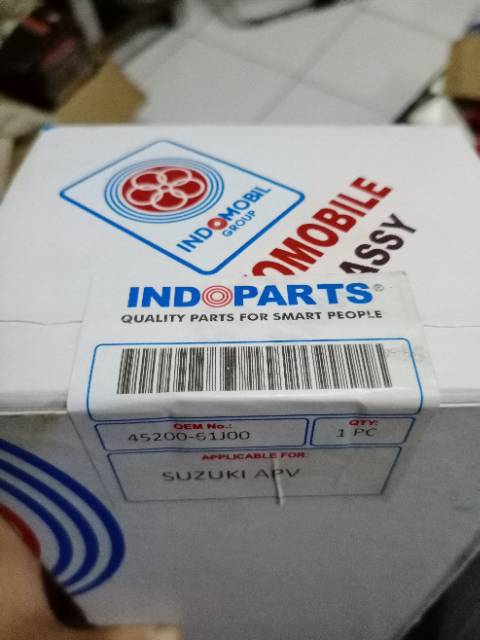 INDOMOBIL
GROUP
OMOBILE
ASSY
INDOPARTS®
QUALITY PARTS FOR SMART PEOPLE
OEM No.:
45200-61J00
QTY:
1 PC
APPLICABLE FOR:
SUZUKI APV